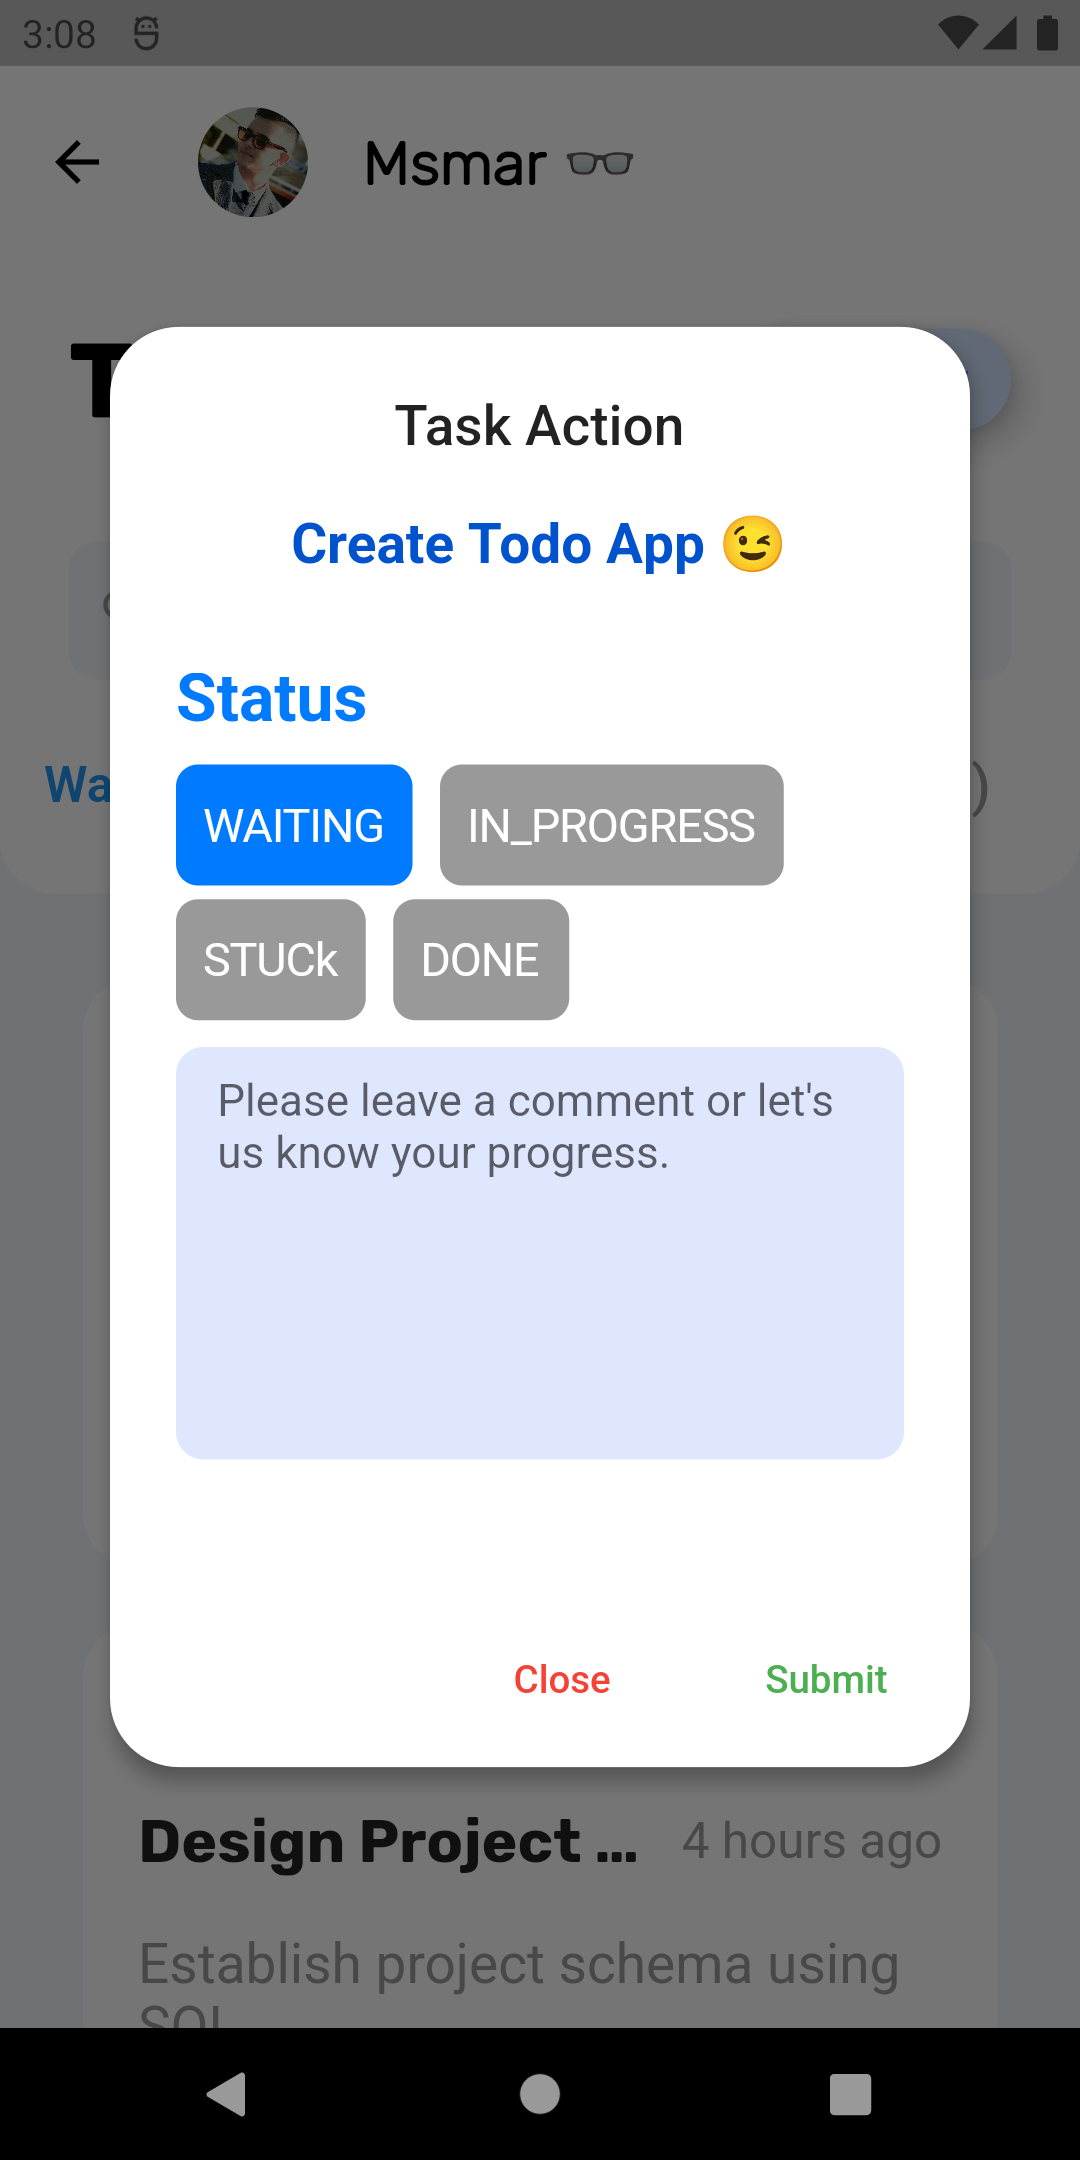 3:08
Msmar 👓
T
Task Action
Create Todo App 😉
Status
Wa
WAITING IN_PROGRESS
)
STUCk DONE
Please leave a comment or let's
us know your progress.
Close Submit
Design Project ... 4 hours ago
Establish project schema using
SQL